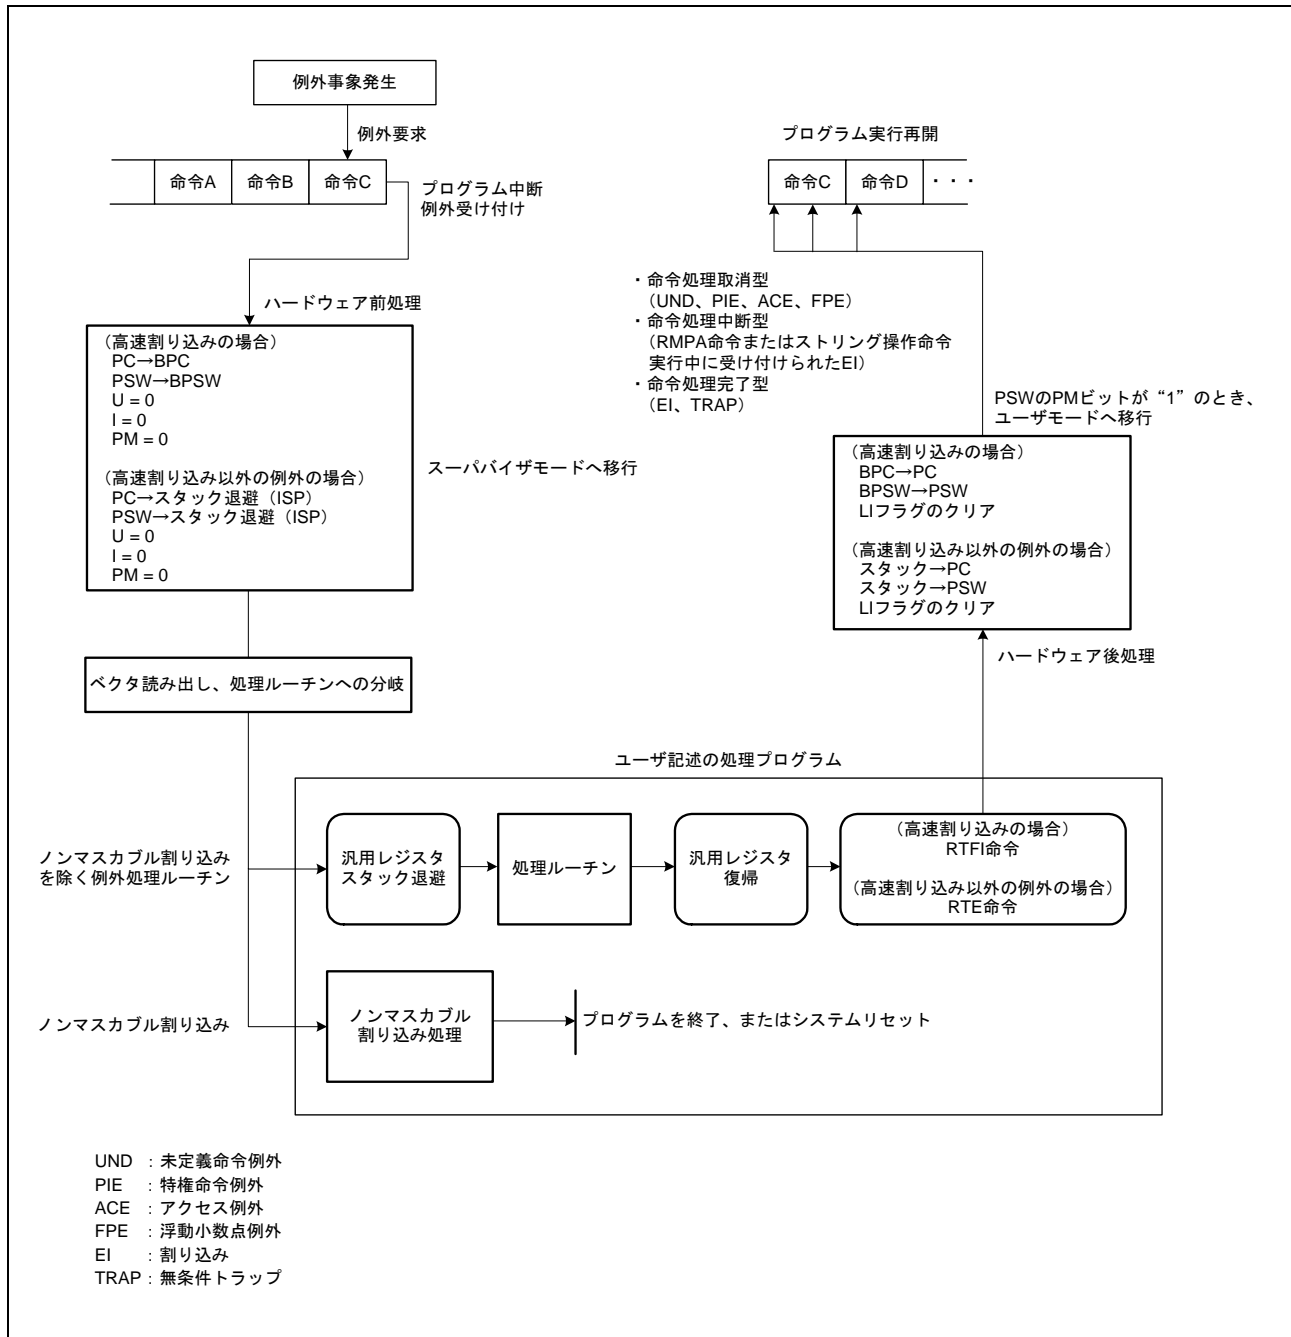 例外事象発生
例外要求
命令A
命令B
命令C
プログラム中断
例外受け付け
ハードウェア前処理
（高速割り込みの場合）
PC→BPC
PSW→BPSW
U = 0
I = 0
PM = 0
（高速割り込み以外の例外の場合）
PC→スタック退避（ISP）
PSW→スタック退避（ISP）
U = 0
I = 0
PM = 0
スーパバイザモードへ移行
ベクタ読み出し、処理ルーチンへの分岐
プログラム実行再開
命令C
命令D
・・・
・命令処理取消型
（UND、PIE、ACE、FPE）
・命令処理中断型
（RMPA命令またはストリング操作命令
実行中に受け付けられたEI）
・命令処理完了型
（EI、TRAP）
PSWのPMビットが“1”のとき、
ユーザモードへ移行
（高速割り込みの場合）
BPC→PC
BPSW→PSW
LIフラグのクリア
（高速割り込み以外の例外の場合）
スタック→PC
スタック→PSW
LIフラグのクリア
ハードウェア後処理
ユーザ記述の処理プログラム
ノンマスカブル割り込み
を除く例外処理ルーチン
汎用レジスタ
スタック退避
処理ルーチン
汎用レジスタ
復帰
（高速割り込みの場合）
RTFI命令
（高速割り込み以外の例外の場合）
RTE命令
ノンマスカブル割り込み
ノンマスカブル
割り込み処理
プログラムを終了、またはシステムリセット
UND ：未定義命令例外
PIE ：特権命令例外
ACE ：アクセス例外
FPE ：浮動小数点例外
EI ：割り込み
TRAP：無条件トラップ